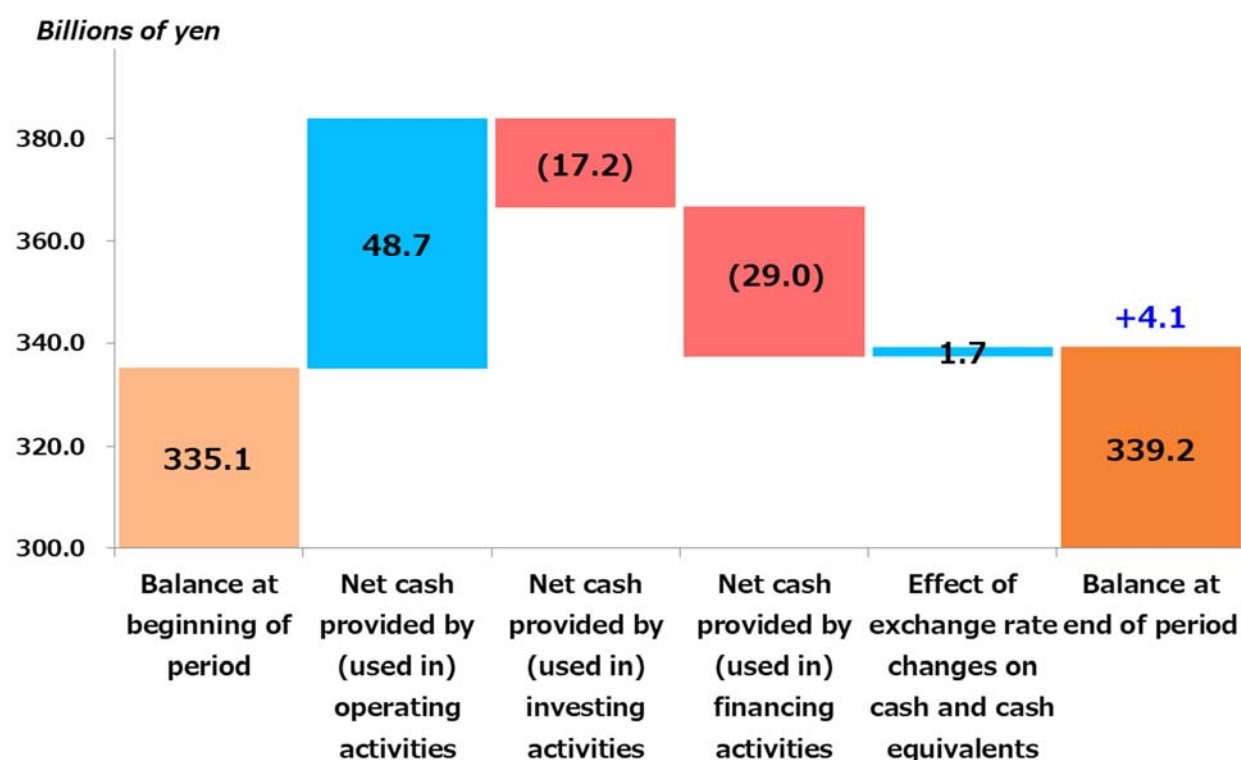 Billions of yen
380.0
360.0
340.0
320.0
300.0
335.1
48.7
(17.2)
(29.0)
1.7
+4.1
339.2
Balance at
beginning of
period
Net cash
provided by
(used in)
operating
activities
Net cash
provided by
(used in)
investing
activities
Net cash
provided by
(used in)
financing
activities
Effect of
exchange rate
changes on
cash and cash
equivalents
Balance at
end of period